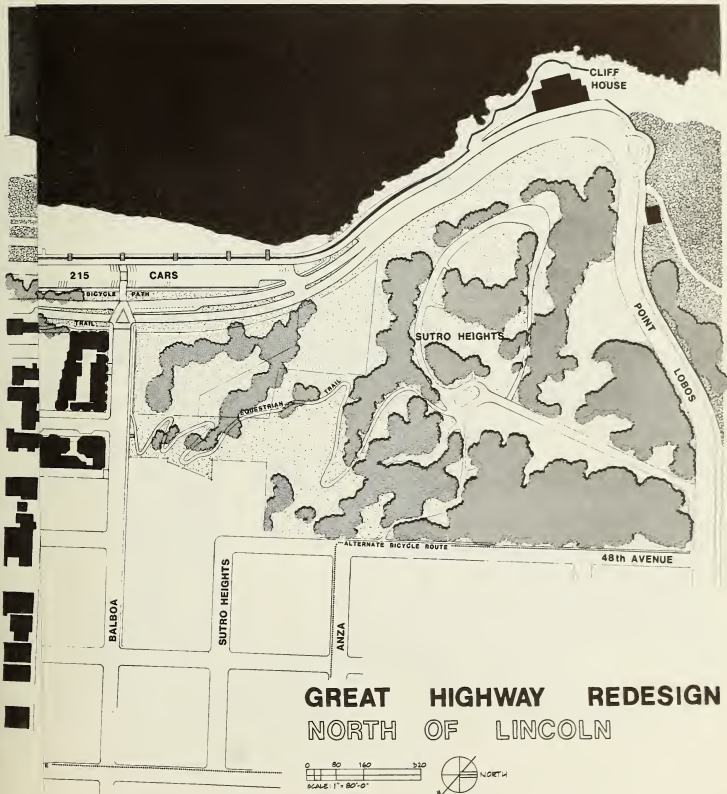 CLIFF
HOUSE
215 CARS
BICYCLE PATH
TRAIL
POINT
LOBOS
SUTRO HEIGHTS
EQUESTRIAN TRAIL
ALTERNATE BICYCLE ROUTE
48th AVENUE
BALBOA
SUTRO HEIGHTS
ANZA
GREAT HIGHWAY REDESIGN
NORTH OF LINCOLN
0 80 160 320
SCALE: 1" = 80'-0"
NORTH